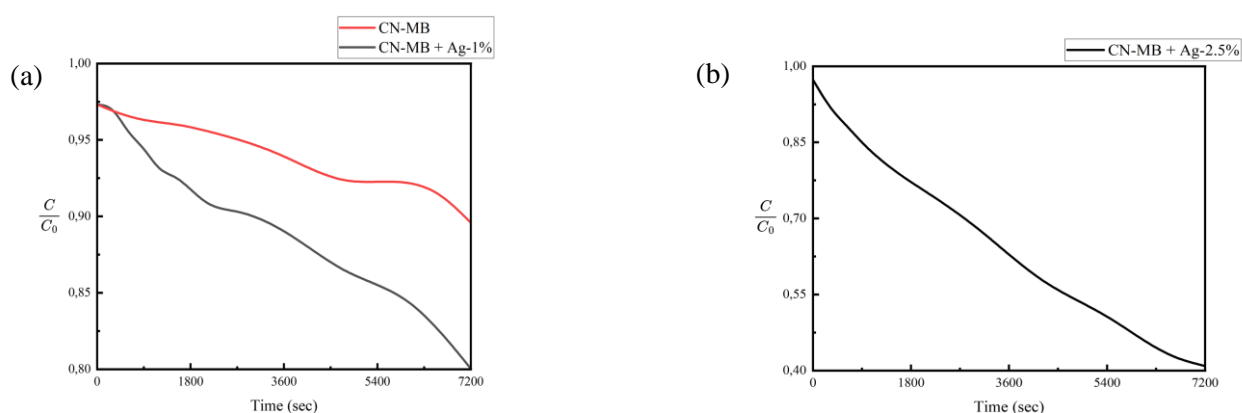 CN-MB
CN-MB + Ag-1%
(a)
1,00
0,95
0,90
0,85
0,80
C
C₀
0
1800
3600
5400
7200
Time (sec)
CN-MB + Ag-2.5%
(b)
1,00
0,85
0,70
0,55
0,40
C
C₀
0
1800
3600
5400
7200
Time (sec)